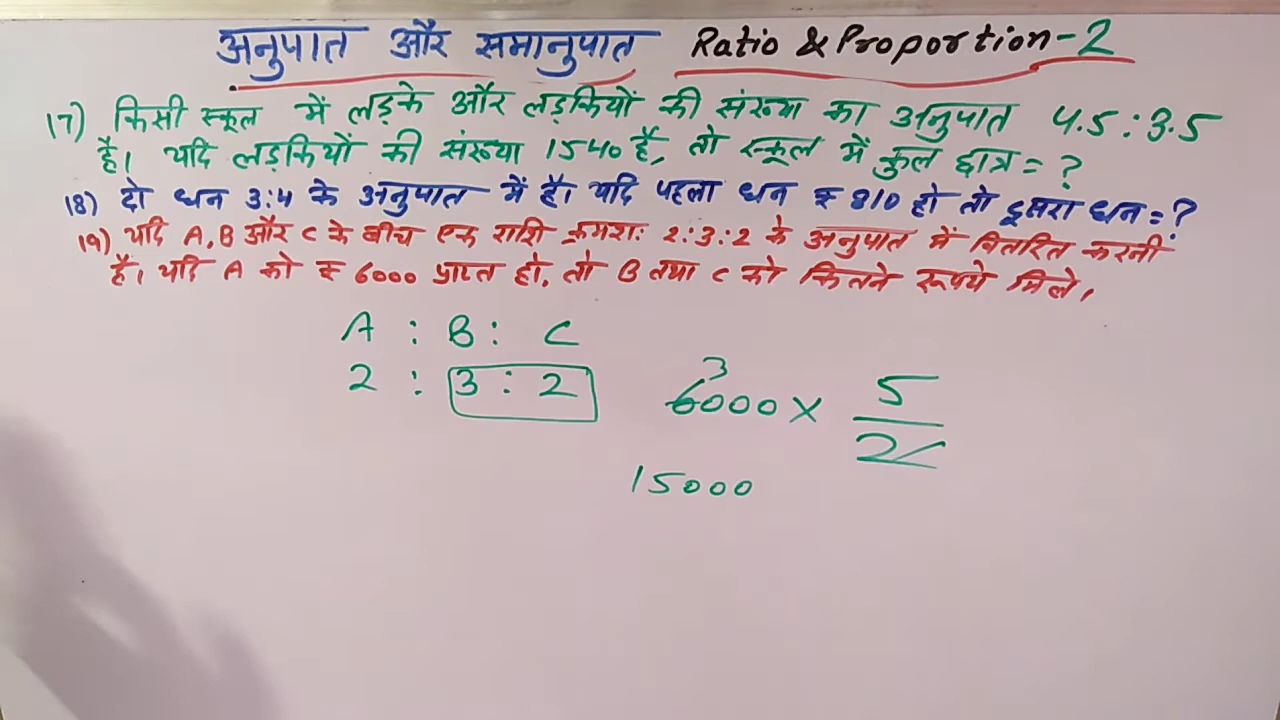 अनुपात और समानुपात Ratio & Proportion-2
17) किसी स्कूल में लड़के और लड़कियों की संख्या का अनुपात 4.5:3.5
है। यदि लड़कियों की संख्या 1540 है, तो स्कूल में कुल छात्र=?
18) दो धन 3:4 के अनुपात में है। यदि पहला धन ₹ 810 हो तो दूसरा धन=?
19) यदि A,B और C के बीच एक राशि क्रमशः 2:3:2 के अनुपात में वितरित करनी
है। यदि A को ₹ 6000 प्राप्त हो, तो B तथा C को कितने रूपये मिले।
A : B : C
2 : 3 : 2
3
6000 × 5
2
15000